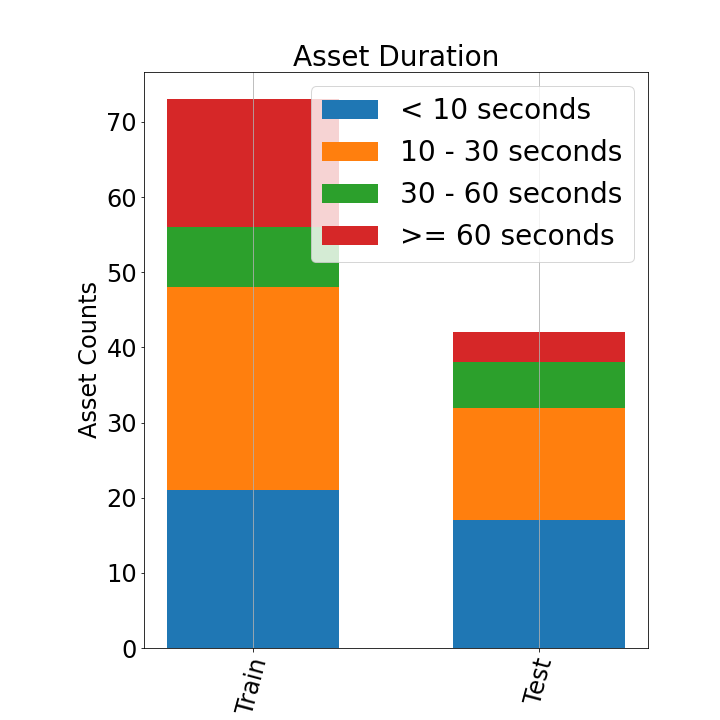 Asset Duration
< 10 seconds
10 - 30 seconds
30 - 60 seconds
>= 60 seconds
Asset Counts
70
60
50
40
30
20
10
0
Train
Test